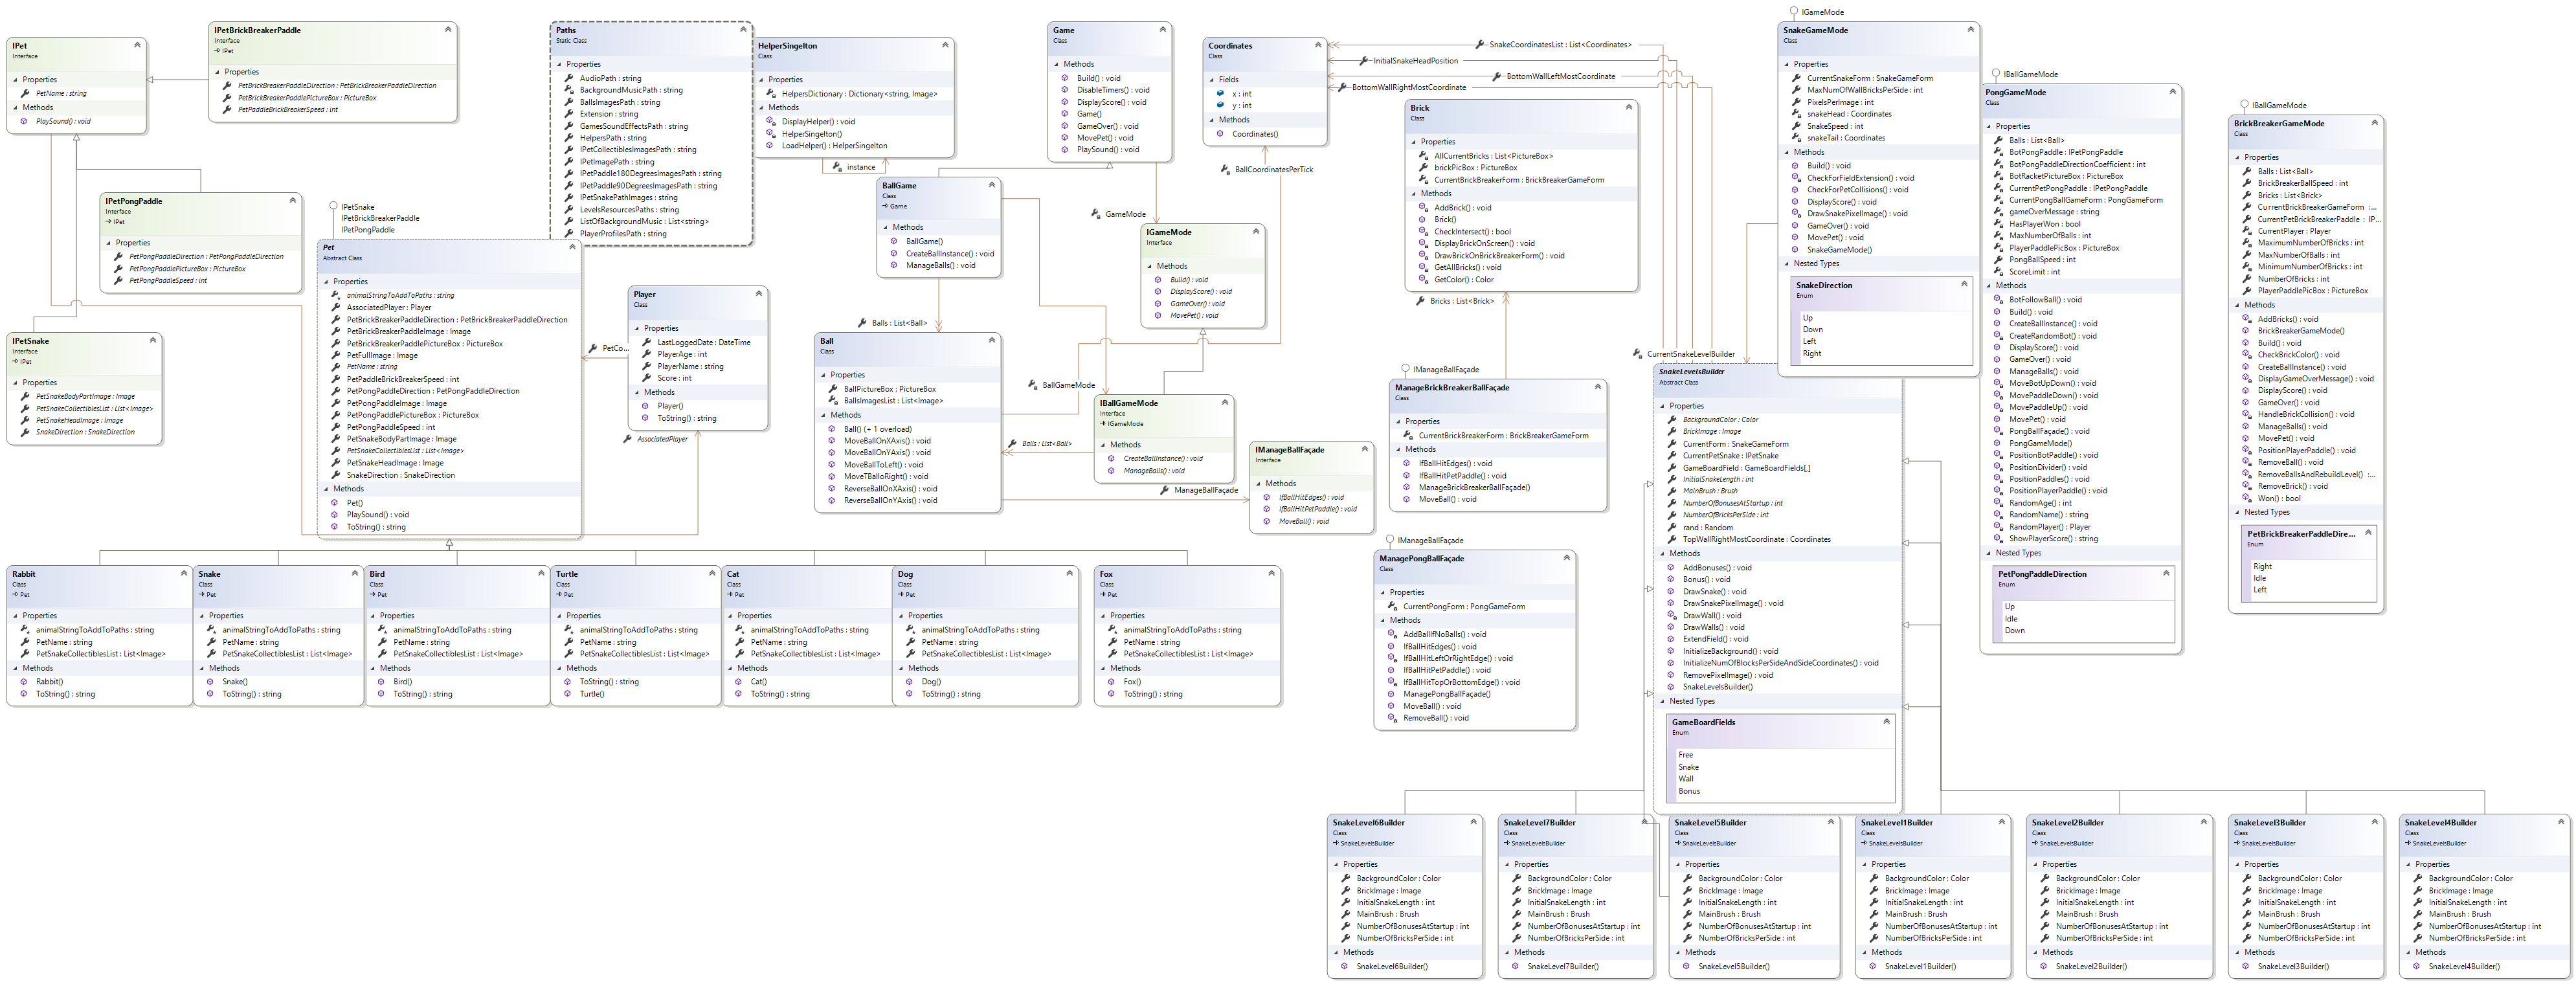 IPet
Interface
Properties
PetName : string
Methods
PlaySound() : void
IPetBrickBreakerPaddle
Interface
IPet
Properties
PetBrickBreakerPaddleDirection : PetBrickBreakerPaddleDirection
PetBrickBreakerPaddlePictureBox : PictureBox
PetPaddleBrickBreakerSpeed : int
IPetPongPaddle
Interface
IPet
Properties
PetPongPaddleDirection : PetPongPaddleDirection
PetPongPaddlePictureBox : PictureBox
PetPongPaddleSpeed : int
IPetSnake
Interface
IPet
Properties
PetSnakeBodyPartImage : Image
PetSnakeCollectiblesList : List<Image>
PetSnakeHeadImage : Image
SnakeDirection : SnakeDirection
IPetSnake
IPetBrickBreakerPaddle
IPetPongPaddle
Pet
Abstract Class
Properties
animalStringToAddToPaths : string
AssociatedPlayer : Player
PetBrickBreakerPaddleDirection : PetBrickBreakerPaddleDirection
PetBrickBreakerPaddleImage : Image
PetBrickBreakerPaddlePictureBox : PictureBox
PetFullImage : Image
PetName : string
PetPaddleBrickBreakerSpeed : int
PetPongPaddleDirection : PetPongPaddleDirection
PetPongPaddleImage : Image
PetPongPaddlePictureBox : PictureBox
PetPongPaddleSpeed : int
PetSnakeBodyPartImage : Image
PetSnakeCollectiblesList : List<Image>
PetSnakeHeadImage : Image
SnakeDirection : SnakeDirection
Methods
Pet()
PlaySound() : void
ToString() : string
Paths
Static Class
Properties
AudioPath : string
BackgroundMusicPath : string
BallsImagesPath : string
Extension : string
GamesSoundEffectsPath : string
HelpersPath : string
IPetCollectiblesImagesPath : string
IPetImagePath : string
IPetPaddle180DegreesImagesPath : string
IPetPaddle90DegreesImagesPath : string
IPetSnakePathImages : string
LevelsResourcesPaths : string
ListOfBackgroundMusic : List<string>
PlayerProfilesPath : string
HelperSingelton
Class
Properties
HelpersDictionary : Dictionary<string, Image>
Methods
DisplayHelper() : void
HelperSingelton()
LoadHelper() : HelperSingelton
instance
Player
Class
Properties
LastLoggedDate : DateTime
PlayerAge : int
PlayerName : string
Score : int
Methods
Player()
ToString() : string
PetCo...
AssociatedPlayer
Game
Class
Methods
Build() : void
DisableTimers() : void
DisplayScore() : void
Game()
GameOver() : void
MovePet() : void
PlaySound() : void
BallGame
Class
Game
Methods
BallGame()
CreateBallInstance() : void
ManageBalls() : void
Balls : List<Ball>
Ball
Class
Properties
BallPictureBox : PictureBox
BallsImagesList : List<Image>
Methods
Ball() (+ 1 overload)
MoveBallOnXAxis() : void
MoveBallOnYAxis() : void
MoveBallToLeft() : void
MoveTBalloRight() : void
ReverseBallOnXAxis() : void
ReverseBallOnYAxis() : void
Coordinates
Class
Fields
x : int
y : int
Methods
Coordinates()
BallCoordinatesPerTick
GameMode
IGameMode
Interface
Methods
Build() : void
DisplayScore() : void
GameOver() : void
MovePet() : void
BallGameMode
IBallGameMode
Interface
IGameMode
Methods
CreateBallInstance() : void
ManageBalls() : void
Balls : List<Ball>
ManageBallFaçade
IManageBallFaçade
Interface
Methods
IfBallHitEdges() : void
IfBallHitPetPaddle() : void
MoveBall() : void
SnakeCoordinatesList : List<Coordinates>
InitialSnakeHeadPosition
BottomWallLeftMostCoordinate
BottomWallRightMostCoordinate
Brick
Class
Properties
AllCurrentBricks : List<PictureBox>
brickPicBox : PictureBox
CurrentBrickBreakerForm : BrickBreakerGameForm
Methods
AddBrick() : void
Brick()
CheckIntersect() : bool
DisplayBrickOnScreen() : void
DrawBrickOnBrickBreakerForm() : void
GetAllBricks() : void
GetColor() : Color
Bricks : List<Brick>
IManageBallFaçade
ManageBrickBreakerBallFaçade
Class
Properties
CurrentBrickBreakerForm : BrickBreakerGameForm
Methods
IfBallHitEdges() : void
IfBallHitPetPaddle() : void
ManageBrickBreakerBallFaçade()
MoveBall() : void
IManageBallFaçade
ManagePongBallFaçade
Class
Properties
CurrentPongForm : PongGameForm
Methods
AddBallIfNoBalls() : void
IfBallHitEdges() : void
IfBallHitLeftOrRightEdge() : void
IfBallHitPetPaddle() : void
IfBallHitTopOrBottomEdge() : void
ManagePongBallFaçade()
MoveBall() : void
RemoveBall() : void
CurrentSnakeLevelBuilder
SnakeLevelsBuilder
Abstract Class
Properties
BackgroundColor : Color
BrickImage : Image
CurrentForm : SnakeGameForm
CurrentPetSnake : IPetSnake
GameBoardField : GameBoardFields[,]
InitialSnakeLength : int
MainBrush : Brush
NumberOfBonusesAtStartup : int
NumberOfBricksPerSide : int
rand : Random
TopWallRightMostCoordinate : Coordinates
Methods
AddBonuses() : void
Bonus() : void
DrawSnake() : void
DrawSnakePixelImage() : void
DrawWall() : void
DrawWalls() : void
ExtendField() : void
InitializeBackground() : void
InitializeNumOfBlocksPerSideAndSideCoordinates() : void
RemovePixelImage() : void
SnakeLevelsBuilder()
Nested Types
GameBoardFields
Enum
Free
Snake
Wall
Bonus
IGameMode
SnakeGameMode
Class
Properties
CurrentSnakeForm : SnakeGameForm
MaxNumOfWallBricksPerSide : int
PixelsPerImage : int
snakeHead : Coordinates
SnakeSpeed : int
snakeTail : Coordinates
Methods
Build() : void
CheckForFieldExtension() : void
CheckForPetCollisions() : void
DisplayScore() : void
DrawSnakePixelImage() : void
GameOver() : void
MovePet() : void
SnakeGameMode()
Nested Types
SnakeDirection
Enum
Up
Down
Left
Right
IBallGameMode
PongGameMode
Class
Properties
Balls : List<Ball>
BotPongPaddle : IPetPongPaddle
BotPongPaddleDirectionCoefficient : int
BotRacketPictureBox : PictureBox
CurrentPetPongPaddle : IPetPongPaddle
CurrentPongBallGameForm : PongGameForm
gameOverMessage : string
HasPlayerWon : bool
MaxNumberOfBalls : int
PlayerPaddlePicBox : PictureBox
PongBallSpeed : int
ScoreLimit : int
Methods
BotFollowBall() : void
Build() : void
CreateBallInstance() : void
CreateRandomBot() : void
DisplayScore() : void
GameOver() : void
ManageBalls() : void
MoveBotUpDown() : void
MovePaddleDown() : void
MovePaddleUp() : void
MovePet() : void
PongBallFaçade() : void
PongGameMode()
PositionBotPaddle() : void
PositionDivider() : void
PositionPaddles() : void
PositionPlayerPaddle() : void
RandomAge() : int
RandomName() : string
RandomPlayer() : Player
ShowPlayerScore() : string
Nested Types
PetPongPaddleDirection
Enum
Up
Idle
Down
IBallGameMode
BrickBreakerGameMode
Class
Properties
Balls : List<Ball>
BrickBreakerBallSpeed : int
Bricks : List<Brick>
CurrentBrickBreakerGameForm : ...
CurrentPetBrickBreakerPaddle : IP...
CurrentPlayer : Player
MaximumNumberOfBricks : int
MaxNumberOfBalls : int
MinimumNumberOfBricks : int
NumberOfBricks : int
PlayerPaddlePicBox : PictureBox
Methods
AddBricks() : void
BrickBreakerGameMode()
Build() : void
CheckBrickColor() : void
CreateBallInstance() : void
DisplayGameOverMessage() : void
DisplayScore() : void
GameOver() : void
HandleBrickCollision() : void
ManageBalls() : void
MovePet() : void
PositionPlayerPaddle() : void
RemoveBall() : void
RemoveBallsAndRebuildLevel() : ...
RemoveBrick() : void
Won() : bool
Nested Types
PetBrickBreakerPaddleDire...
Enum
Right
Idle
Left
Rabbit
Class
Pet
Properties
animalStringToAddToPaths : string
PetName : string
PetSnakeCollectiblesList : List<Image>
Methods
Rabbit()
ToString() : string
Snake
Class
Pet
Properties
animalStringToAddToPaths : string
PetName : string
PetSnakeCollectiblesList : List<Image>
Methods
Snake()
ToString() : string
Bird
Class
Pet
Properties
animalStringToAddToPaths : string
PetName : string
PetSnakeCollectiblesList : List<Image>
Methods
Bird()
ToString() : string
Turtle
Class
Pet
Properties
animalStringToAddToPaths : string
PetName : string
PetSnakeCollectiblesList : List<Image>
Methods
ToString() : string
Turtle()
Cat
Class
Pet
Properties
animalStringToAddToPaths : string
PetName : string
PetSnakeCollectiblesList : List<Image>
Methods
Cat()
ToString() : string
Dog
Class
Pet
Properties
animalStringToAddToPaths : string
PetName : string
PetSnakeCollectiblesList : List<Image>
Methods
Dog()
ToString() : string
Fox
Class
Pet
Properties
animalStringToAddToPaths : string
PetName : string
PetSnakeCollectiblesList : List<Image>
Methods
Fox()
ToString() : string
SnakeLevel6Builder
Class
SnakeLevelsBuilder
Properties
BackgroundColor : Color
BrickImage : Image
InitialSnakeLength : int
MainBrush : Brush
NumberOfBonusesAtStartup : int
NumberOfBricksPerSide : int
Methods
SnakeLevel6Builder()
SnakeLevel7Builder
Class
SnakeLevelsBuilder
Properties
BackgroundColor : Color
BrickImage : Image
InitialSnakeLength : int
MainBrush : Brush
NumberOfBonusesAtStartup : int
NumberOfBricksPerSide : int
Methods
SnakeLevel7Builder()
SnakeLevel5Builder
Class
SnakeLevelsBuilder
Properties
BackgroundColor : Color
BrickImage : Image
InitialSnakeLength : int
MainBrush : Brush
NumberOfBonusesAtStartup : int
NumberOfBricksPerSide : int
Methods
SnakeLevel5Builder()
SnakeLevel1Builder
Class
SnakeLevelsBuilder
Properties
BackgroundColor : Color
BrickImage : Image
InitialSnakeLength : int
MainBrush : Brush
NumberOfBonusesAtStartup : int
NumberOfBricksPerSide : int
Methods
SnakeLevel1Builder()
SnakeLevel2Builder
Class
SnakeLevelsBuilder
Properties
BackgroundColor : Color
BrickImage : Image
InitialSnakeLength : int
MainBrush : Brush
NumberOfBonusesAtStartup : int
NumberOfBricksPerSide : int
Methods
SnakeLevel2Builder()
SnakeLevel3Builder
Class
SnakeLevelsBuilder
Properties
BackgroundColor : Color
BrickImage : Image
InitialSnakeLength : int
MainBrush : Brush
NumberOfBonusesAtStartup : int
NumberOfBricksPerSide : int
Methods
SnakeLevel3Builder()
SnakeLevel4Builder
Class
SnakeLevelsBuilder
Properties
BackgroundColor : Color
BrickImage : Image
InitialSnakeLength : int
MainBrush : Brush
NumberOfBonusesAtStartup : int
NumberOfBricksPerSide : int
Methods
SnakeLevel4Builder()